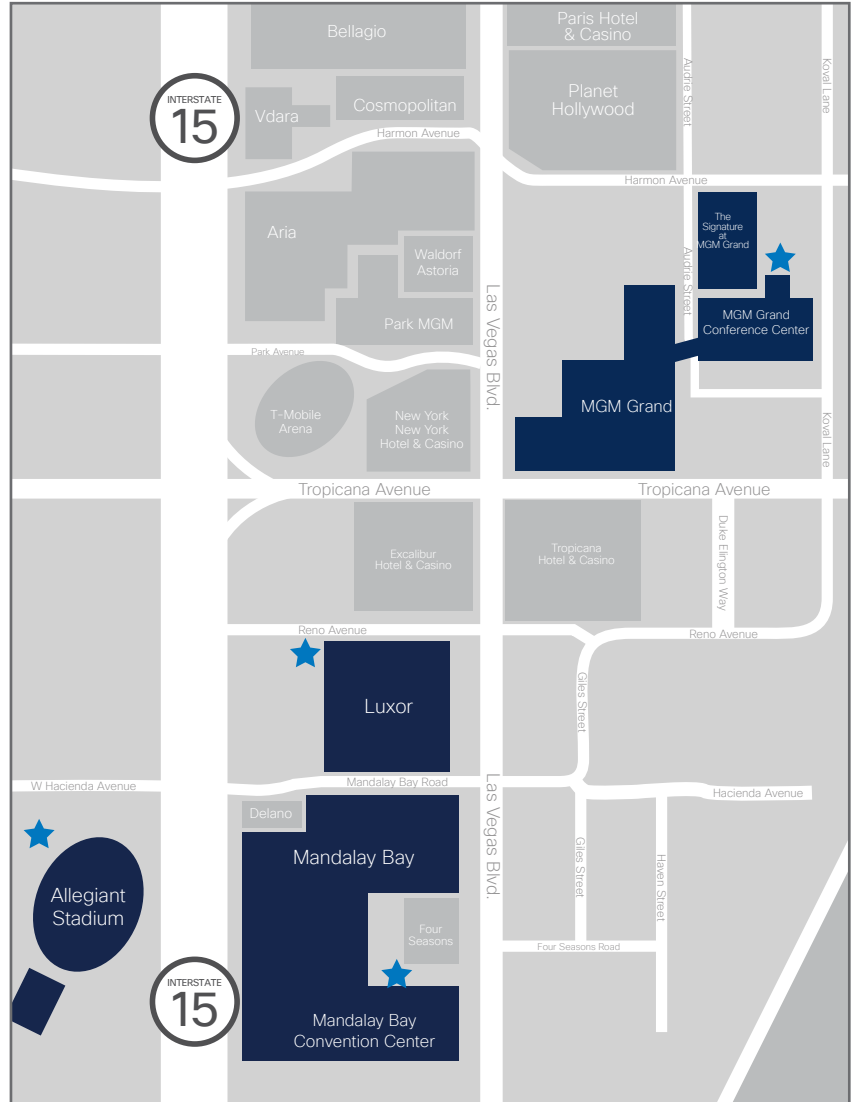 Bellagio
Paris Hotel
& Casino
INTERSTATE
15
Vdara
Cosmopolitan
Planet
Hollywood
Audrie Street
Koval Lane
Harmon Avenue
Harmon Avenue
Aria
Waldorf
Astoria
Park MGM
Las Vegas Blvd.
The
Signature
at
MGM Grand
Audrie Street
MGM Grand
Conference Center
Park Avenue
T-Mobile
Arena
New York
New York
Hotel & Casino
MGM Grand
Koval Lane
Tropicana Avenue
Tropicana Avenue
Excalibur
Hotel & Casino
Tropicana
Hotel & Casino
Duke Elington Way
Reno Avenue
Reno Avenue
Luxor
Giles Street
W Hacienda Avenue
Mandalay Bay Road
Las Vegas Blvd.
Hacienda Avenue
Delano
Mandalay Bay
Giles Street
Haven Street
Allegiant
Stadium
Four
Seasons
Four Seasons Road
INTERSTATE
15
Mandalay Bay
Convention Center